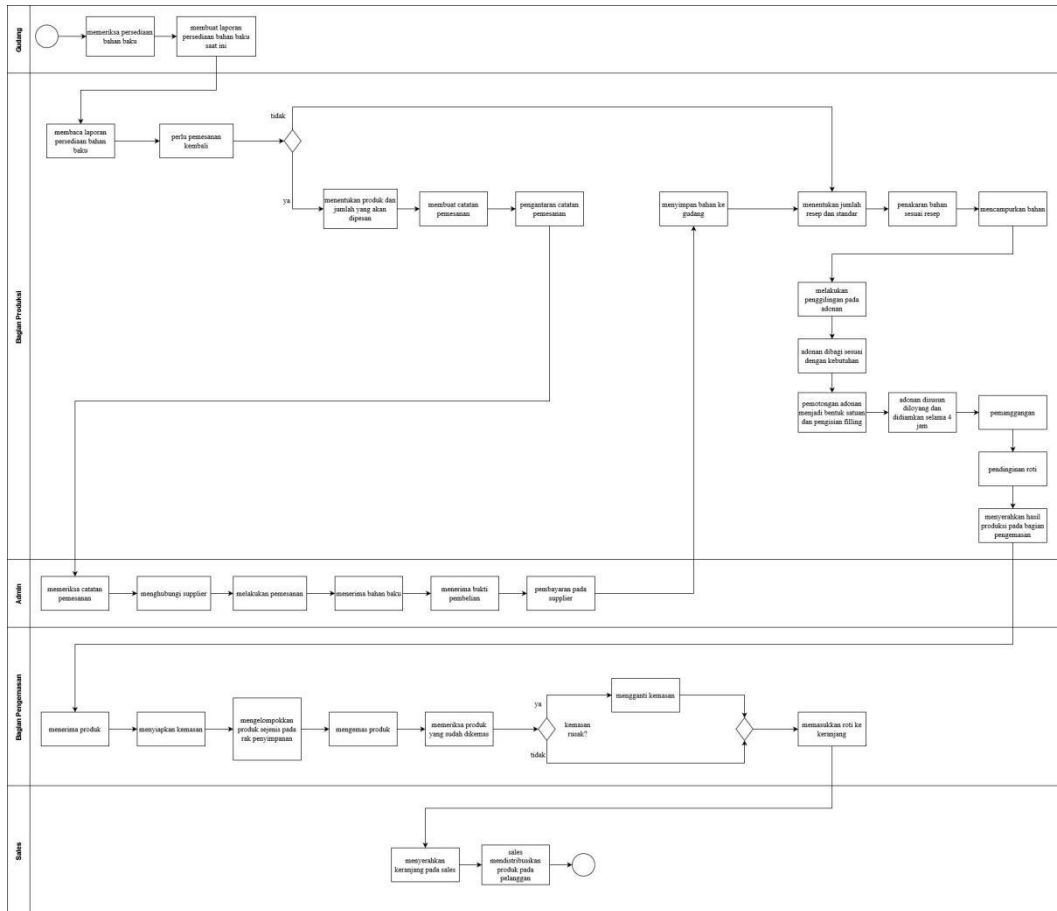 Gudang
memeriksa persediaan
bahan baku
membuat laporan
persediaan bahan baku
saat ini
Bagian Produksi
membaca laporan
persediaan bahan
baku
perlu pemesanan
kembali
tidak
ya
menentukan produk dan
jumlah yang akan
dipesan
membuat catatan
pemesanan
pengantaran catatan
pemesanan
menyimpan bahan ke
gudang
menentukan jumlah
resep dan standar
penakaran bahan
sesuai resep
mencampurkan bahan
melakukan
penggilingan pada
adonan
adonan dibagi sesuai
dengan kebutuhan
pemotongan adonan
menjadi bentuk satuan
dan pengisian filling
adonan disusun
diloyang dan
didiamkan selama 4
jam
pemanggangan
pendinginan roti
menyerahkan hasil
produksi pada bagian
pengemasan
Admin
memeriksa catatan
pemesanan
menghubungi supplier
melakukan pemesanan
menerima bahan baku
menerima bukti
pembelian
pembayaran pada
supplier
Bagian Pengemasan
menerima produk
menyiapkan kemasan
mengelompokkan
produk sejenis pada
rak penyimpanan
mengemas produk
memeriksa produk
yang sudah dikemas
ya
kemasan
rusak?
tidak
mengganti kemasan
memasukkan roti ke
keranjang
Sales
menyerahkan
keranjang pada sales
sales
mendistribusikan
produk pada
pelanggan